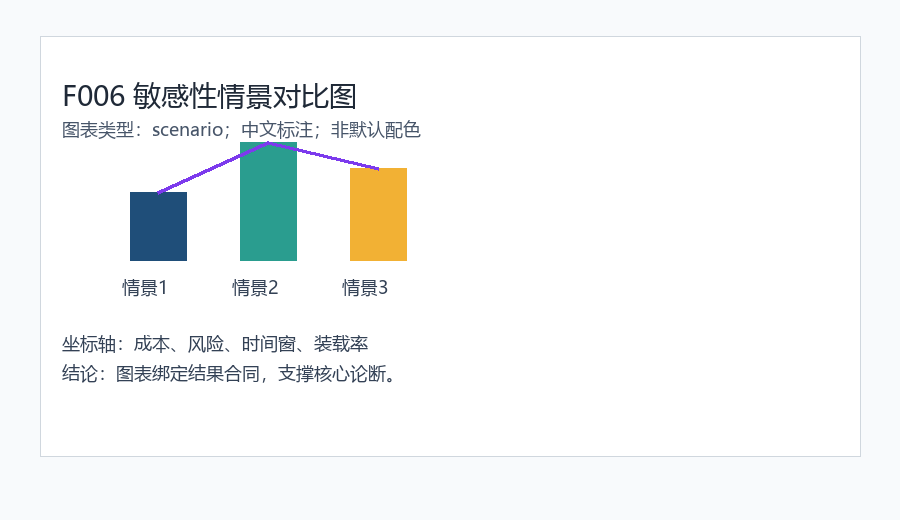 F006 敏感性情景对比图
图表类型：scenario；中文标注；非默认配色
情景1 情景2 情景3
坐标轴：成本、风险、时间窗、装载率
结论：图表绑定结果合同，支撑核心论断。